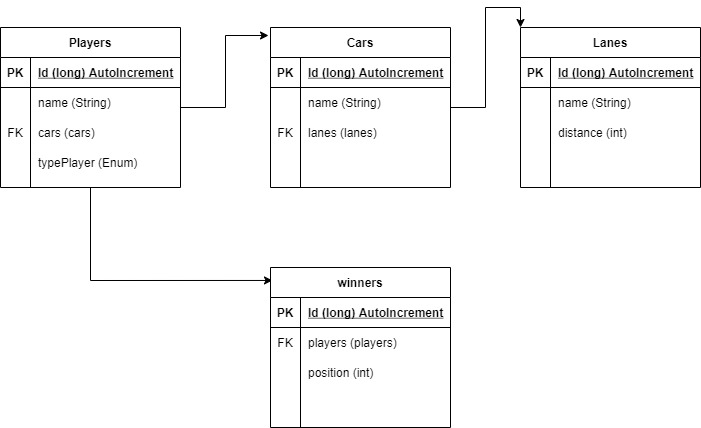 Players
PK Id (long) AutoIncrement
name (String)
FK cars (cars)
typePlayer (Enum)
Cars
PK Id (long) AutoIncrement
name (String)
FK lanes (lanes)
Lanes
PK Id (long) AutoIncrement
name (String)
distance (int)
winners
PK Id (long) AutoIncrement
FK players (players)
position (int)